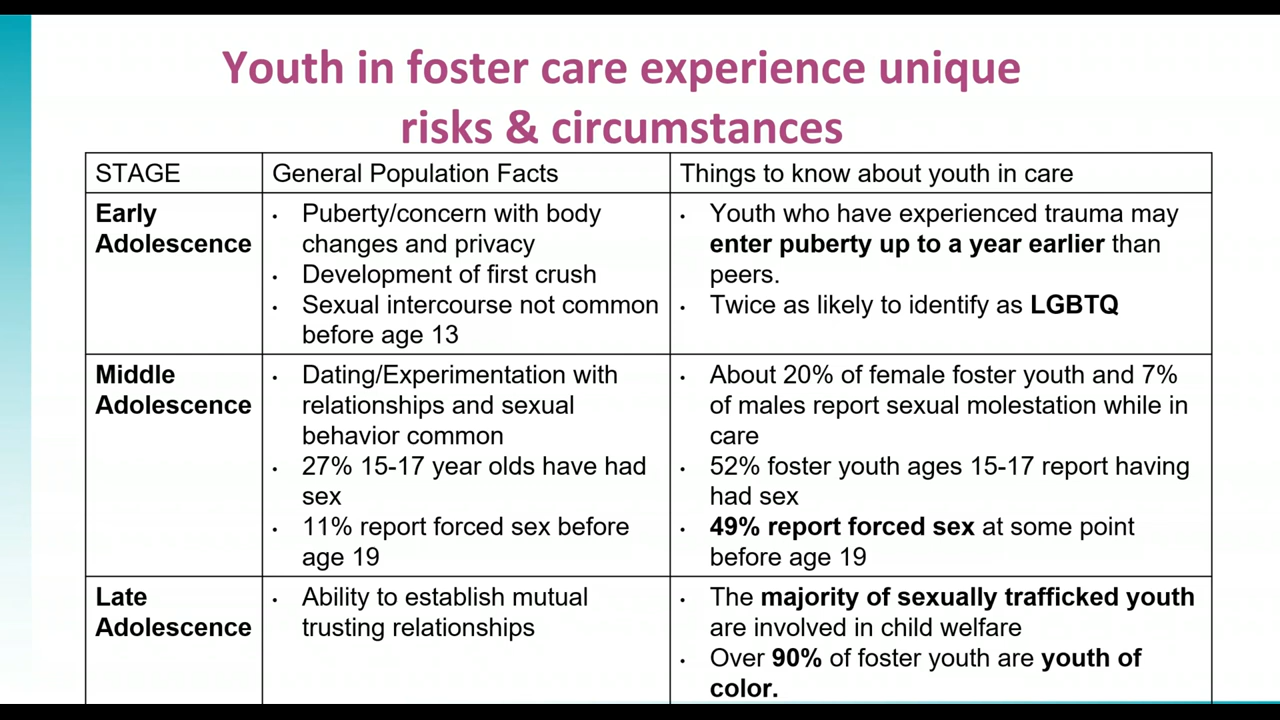 Youth in foster care experience unique
risks & circumstances
STAGE
General Population Facts
Things to know about youth in care
Early
Adolescence
• Puberty/concern with body
changes and privacy
• Development of first crush
• Sexual intercourse not common
before age 13
• Youth who have experienced trauma may
enter puberty up to a year earlier than
peers.
• Twice as likely to identify as LGBTQ
Middle
Adolescence
• Dating/Experimentation with
relationships and sexual
behavior common
• 27% 15-17 year olds have had
sex
• 11% report forced sex before
age 19
• About 20% of female foster youth and 7%
of males report sexual molestation while in
care
• 52% foster youth ages 15-17 report having
had sex
• 49% report forced sex at some point
before age 19
Late
Adolescence
• Ability to establish mutual
trusting relationships
• The majority of sexually trafficked youth
are involved in child welfare
• Over 90% of foster youth are youth of
color.